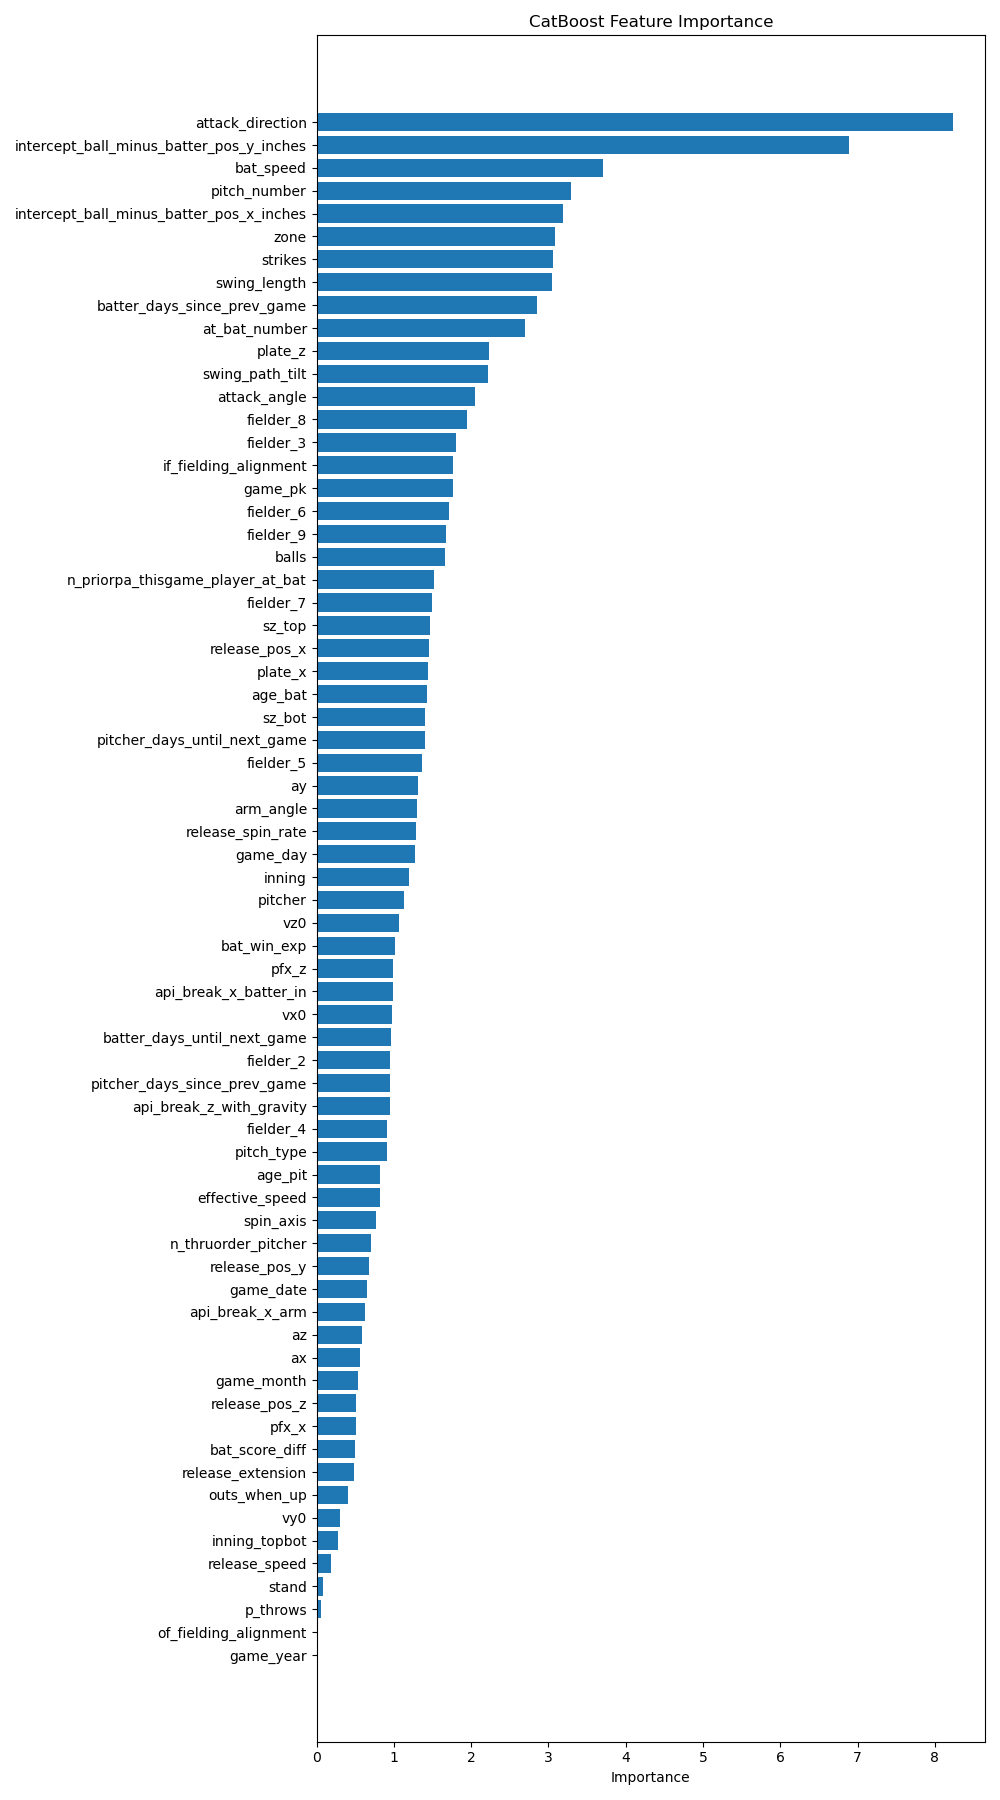 CatBoost Feature Importance
attack_direction
intercept_ball_minus_batter_pos_y_inches
bat_speed
pitch_number
intercept_ball_minus_batter_pos_x_inches
zone
strikes
swing_length
batter_days_since_prev_game
at_bat_number
plate_z
swing_path_tilt
attack_angle
fielder_8
fielder_3
if_fielding_alignment
game_pk
fielder_6
fielder_9
balls
n_priorpa_thisgame_player_at_bat
fielder_7
sz_top
release_pos_x
plate_x
age_bat
sz_bot
pitcher_days_until_next_game
fielder_5
ay
arm_angle
release_spin_rate
game_day
inning
pitcher
vz0
bat_win_exp
pfx_z
api_break_x_batter_in
vx0
batter_days_until_next_game
fielder_2
pitcher_days_since_prev_game
api_break_z_with_gravity
fielder_4
pitch_type
age_pit
effective_speed
spin_axis
n_thruorder_pitcher
release_pos_y
game_date
api_break_x_arm
az
ax
game_month
release_pos_z
pfx_x
bat_score_diff
release_extension
outs_when_up
vy0
inning_topbot
release_speed
stand
p_throws
of_fielding_alignment
game_year
0 1 2 3 4 5 6 7 8
Importance